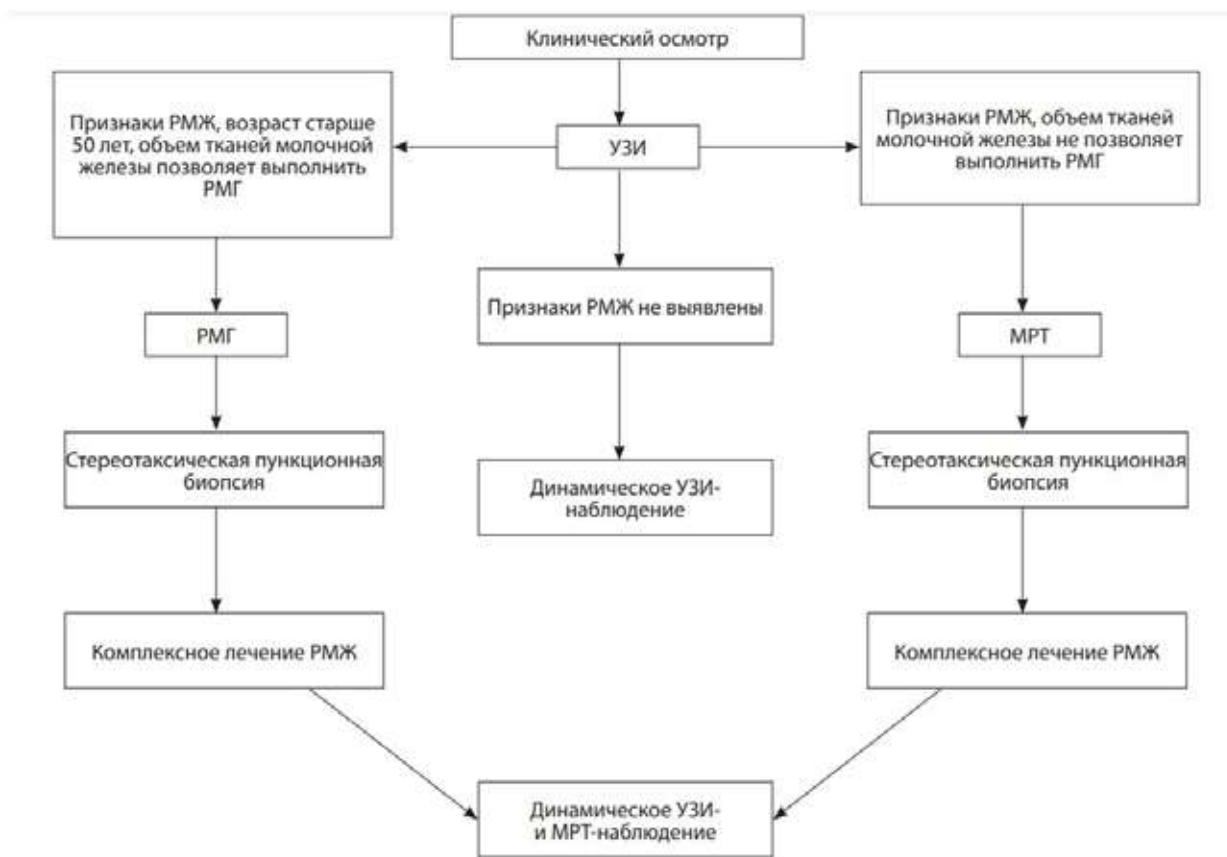 Клинический осмотр
Признаки РМЖ, возраст старше
50 лет, объем тканей молочной
железы позволяет выполнить
РМГ
УЗИ
Признаки РМЖ, объем тканей
молочной железы не позволяет
выполнить РМГ
Признаки РМЖ не выявлены
РМГ
МРТ
Стереотаксическая пункционная
биопсия
Динамическое УЗИ-
наблюдение
Стереотаксическая пункционная
биопсия
Комплексное лечение РМЖ
Комплексное лечение РМЖ
Динамическое УЗИ-
и МРТ-наблюдение